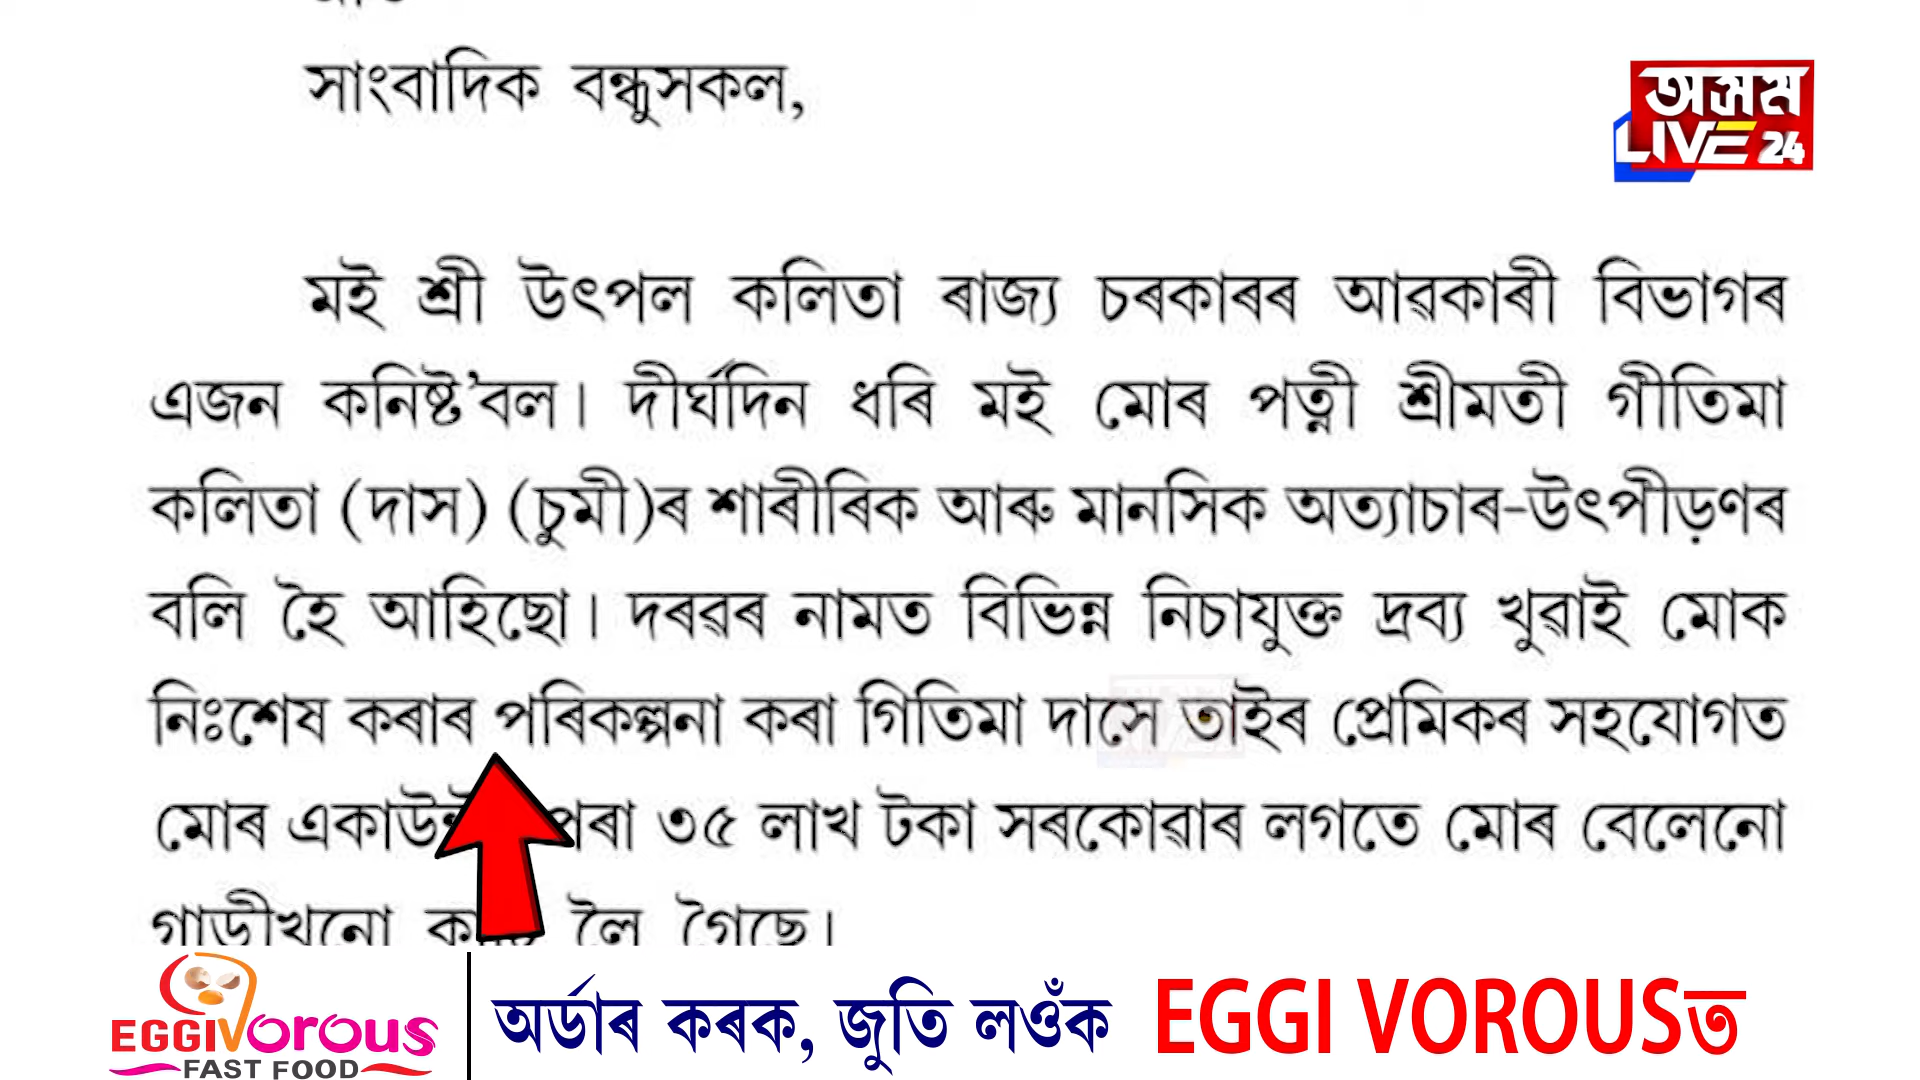 সাংবাদিক বন্ধুসকল,
অসম
LIVE 24
মই শ্ৰী উৎপল কলিতা ৰাজ্য চৰকাৰৰ আৱকাৰী বিভাগৰ
এজন কনিষ্ট’বল। দীৰ্ঘদিন ধৰি মই মোৰ পত্নী শ্ৰীমতী গীতিমা
কলিতা (দাস) (চুমী)ৰ শাৰীৰিক আৰু মানসিক অত্যাচাৰ-উৎপীড়ণৰ
বলি হৈ আহিছো। দৰৱৰ নামত বিভিন্ন নিচাযুক্ত দ্ৰব্য খুৱাই মোক
নিঃশেষ কৰাৰ পৰিকল্পনা কৰা গিতিমা দাসে তাইৰ প্ৰেমিকৰ সহযোগত
মোৰ পৰা ৩৫ লাখ টকা সৰকোৱাৰ লগতে মোৰ বেলেনো
গাড়ীখনো লৈ গৈছে।
EGGIVOROUS
FAST FOOD
অৰ্ডাৰ কৰক, জুতি লওঁক EGGI VOROUSত